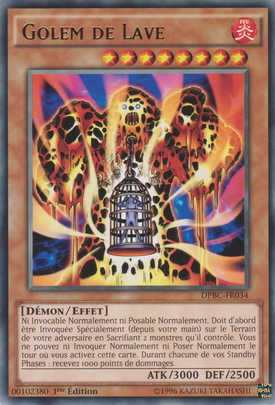 GOLEM DE LAVE
炎
DPBC-FR034
[DÉMON/EFFET]
Ni Invocable Normalement ni Posable Normalement. Doit d'abord
être Invoquée Spécialement (depuis votre main) sur le Terrain
de votre adversaire en Sacrifiant 2 monstres qu'il contrôle. Vous
ne pouvez ni Invoquer Normalement ni Poser Normalement le
tour où vous activez cette carte. Durant chacune de vos Standby
Phases : recevez 1000 points de dommages.
ATK/3000 DEF/2500
00102380 1ère Édition ©1996 KAZUKI TAKAHASHI